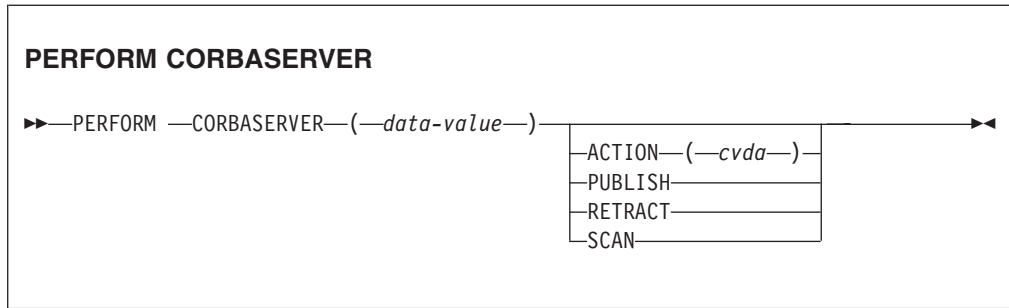 PERFORM CORBASERVER
PERFORM CORBASERVER ( data-value )
ACTION ( cvda )
PUBLISH
RETRACT
SCAN